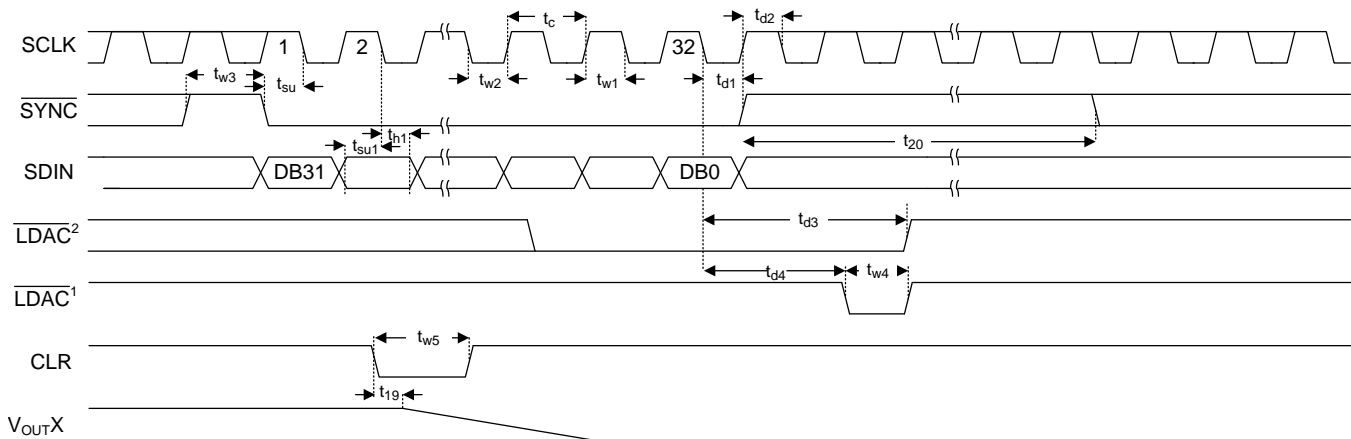 t_c
t_d2
SCLK
1
2
32
t_w3
t_su
t_w2
t_w1
t_d1
SYNC
t_su1
t_h1
t_20
SDIN
DB31
DB0
t_d3
LDAC²
t_d4
t_w4
LDAC¹
t_w5
CLR
t_19
V_OUTX